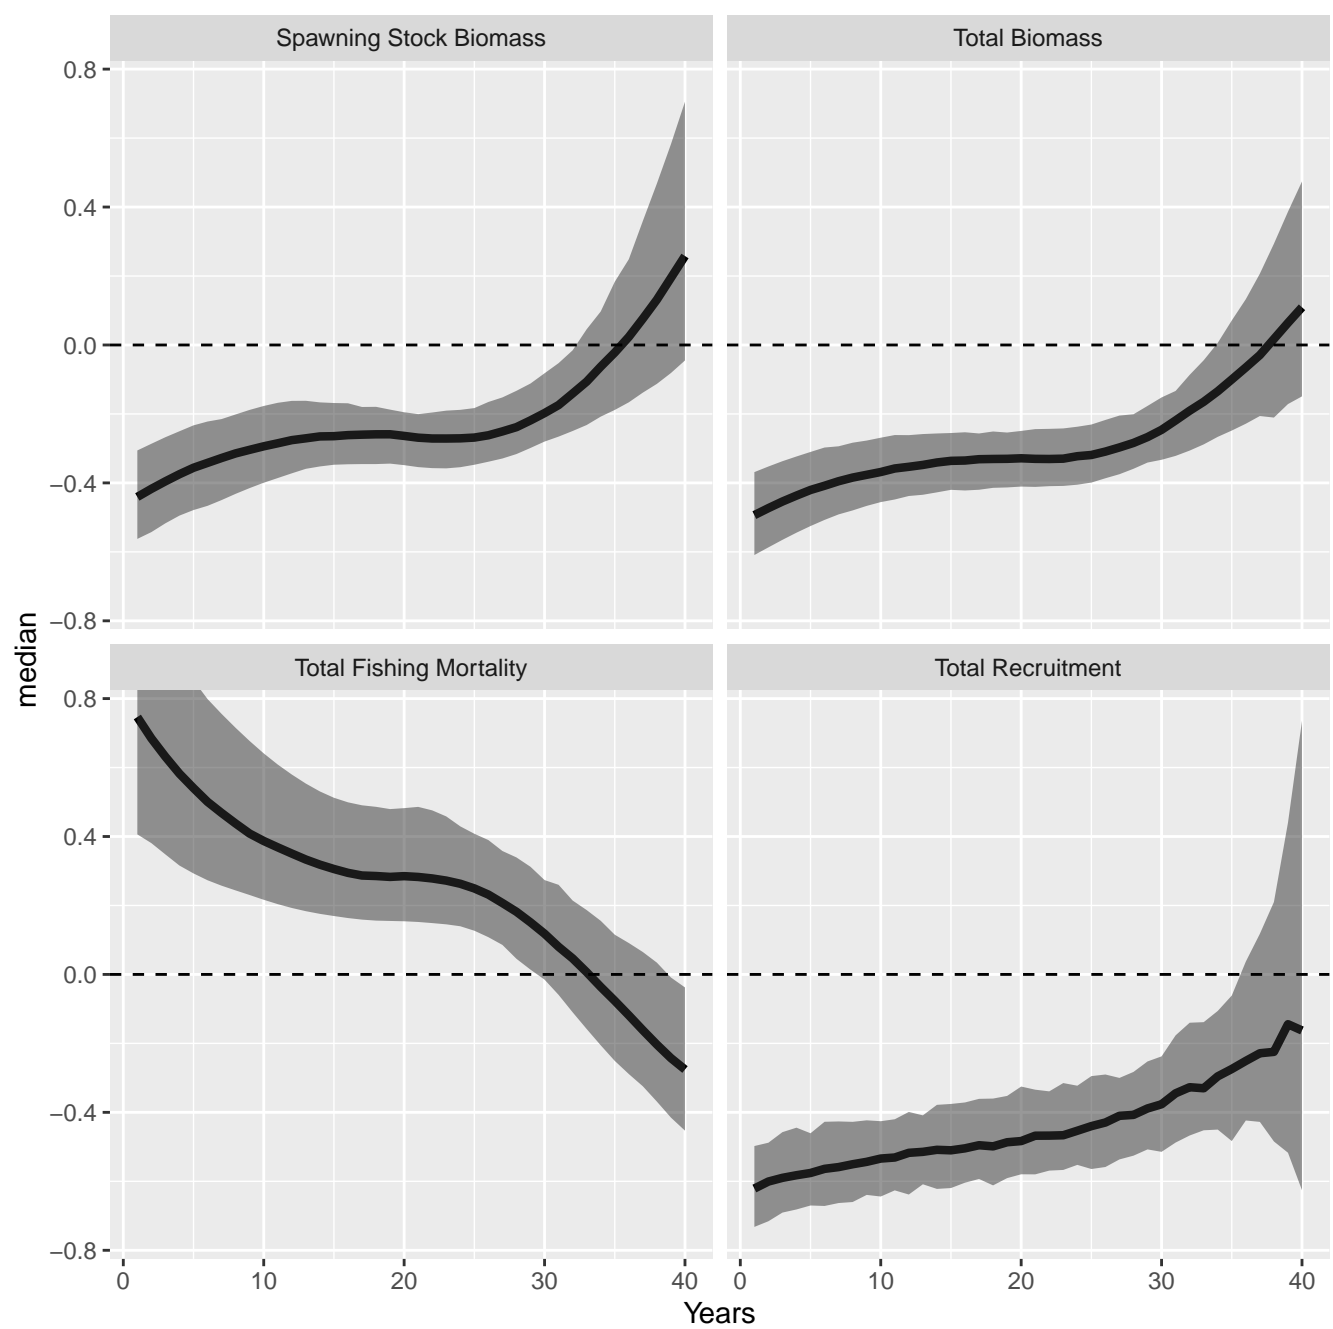 Spawning Stock Biomass
Total Biomass
0.8
0.4
0.0
−0.4
−0.8
median
Total Fishing Mortality
Total Recruitment
0.8
0.4
0.0
−0.4
−0.8
0 10 20 30 40
0 10 20 30 40
Years